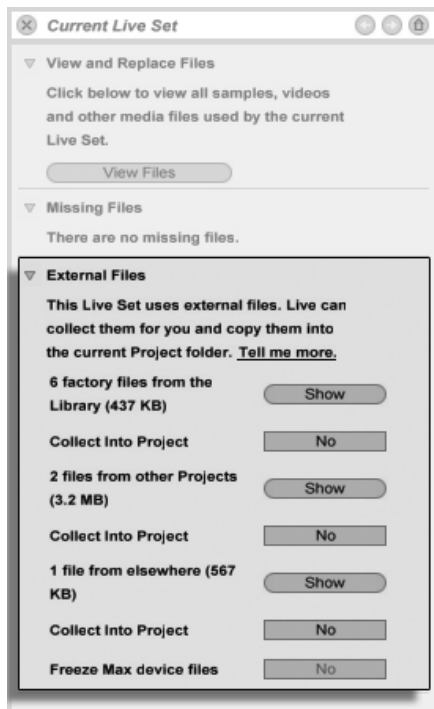 Current Live Set
View and Replace Files
Click below to view all samples, videos
and other media files used by the current
Live Set.
View Files
Missing Files
There are no missing files.
External Files
This Live Set uses external files. Live can
collect them for you and copy them into
the current Project folder. Tell me more.
6 factory files from the
Library (437 KB)
Show
Collect Into Project
No
2 files from other Projects
(3.2 MB)
Show
Collect Into Project
No
1 file from elsewhere (567
KB)
Show
Collect Into Project
No
Freeze Max device files
No